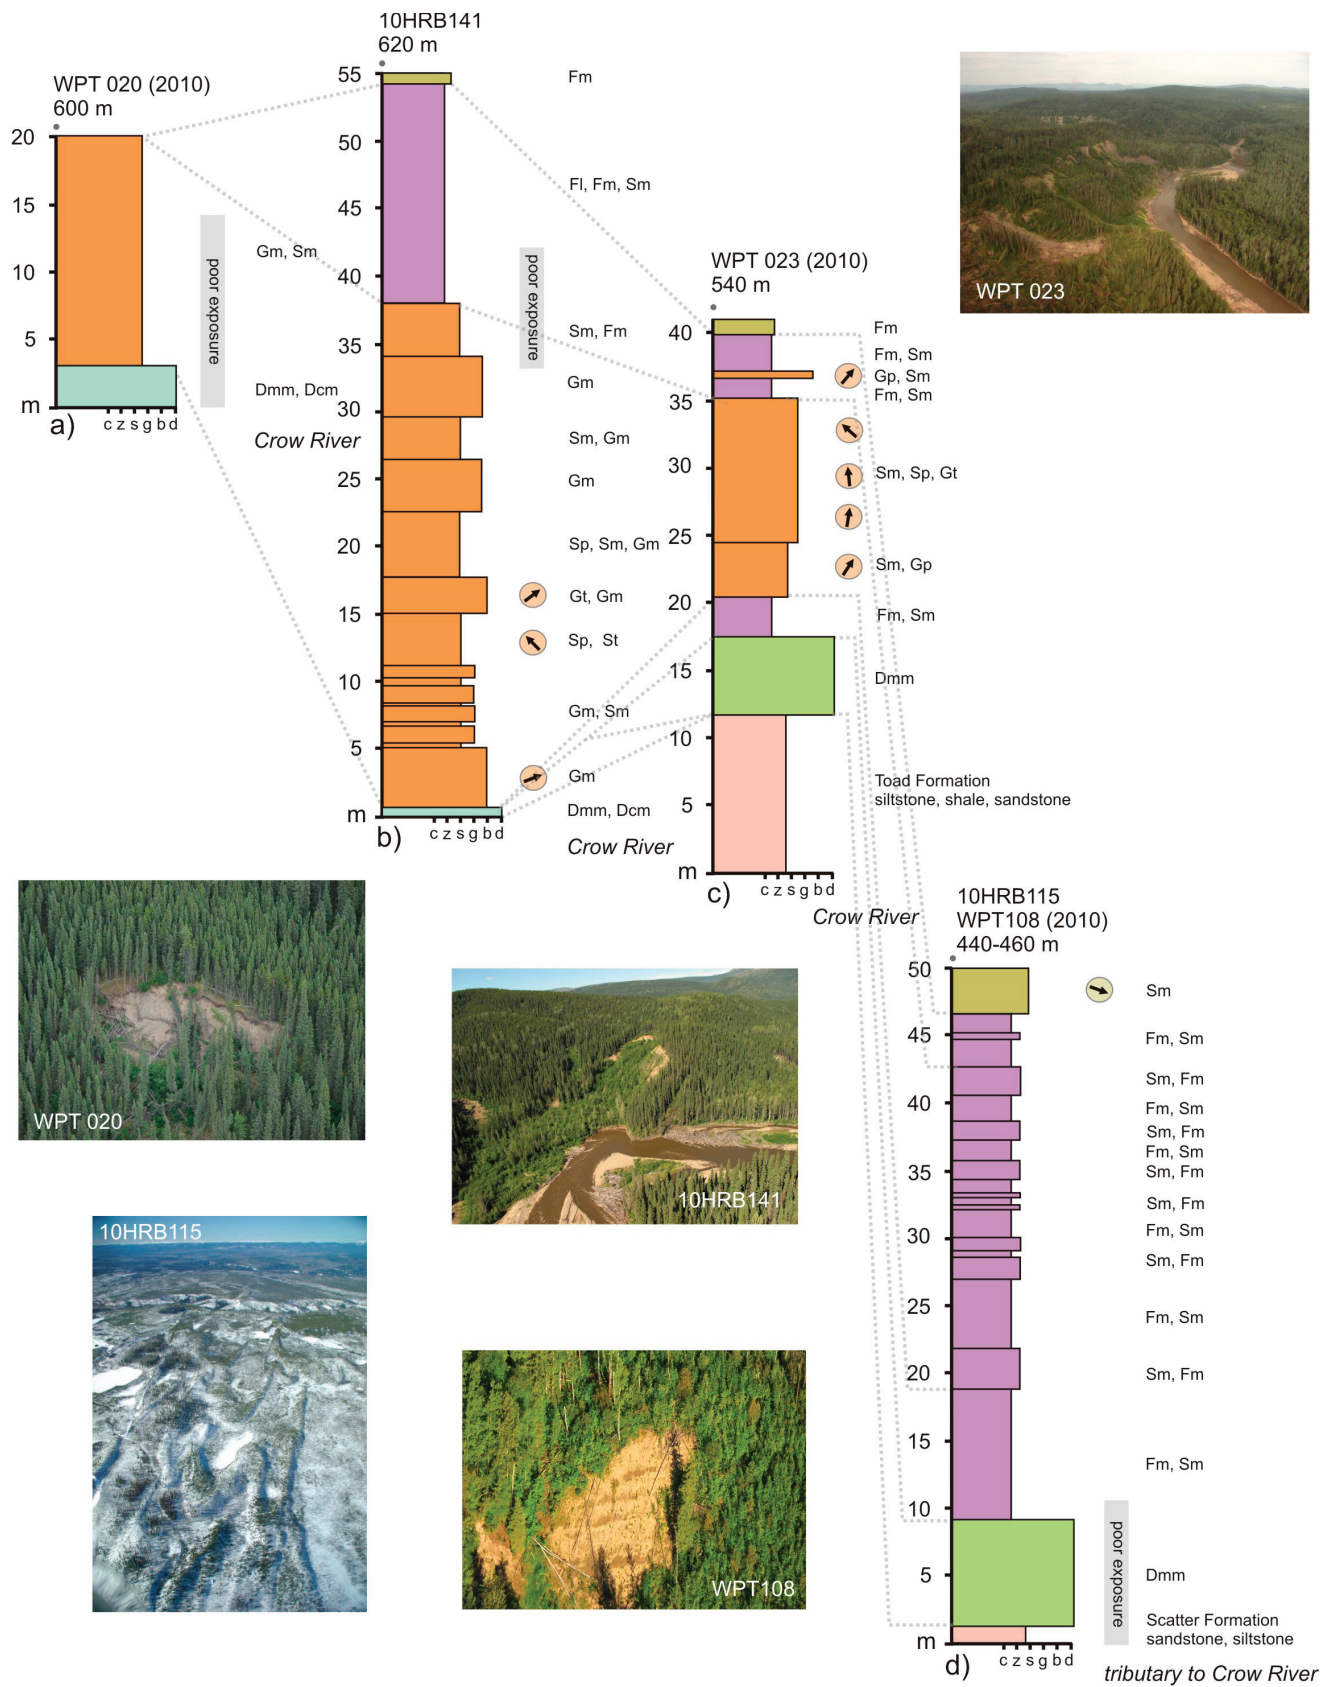 WPT 020 (2010)
600 m
20
15
10
5
m
a)
c z s g b d
Gm, Sm
Dmm, Dcm
poor exposure
Crow River
10HRB141
620 m
55
50
45
40
35
30
25
20
15
10
5
m
b)
c z s g b d
Fm
Fl, Fm, Sm
poor exposure
Sm, Fm
Gm
Sm, Gm
Gm
Sp, Sm, Gm
Gt, Gm
Sp, St
Gm, Sm
Gm
Dmm, Dcm
Crow River
WPT 023 (2010)
540 m
40
35
30
25
20
15
10
5
m
c)
c z s g b d
Fm
Fm, Sm
Gp, Sm
Fm, Sm
Sm, Sp, Gt
Sm, Gp
Fm, Sm
Dmm
Toad Formation
siltstone, shale, sandstone
Crow River
WPT 023
10HRB115
WPT108 (2010)
440-460 m
50
45
40
35
30
25
20
15
10
5
m
d)
c z s g b d
Sm
Fm, Sm
Sm, Fm
Fm, Sm
Sm, Fm
Fm, Sm
Sm, Fm
Sm, Fm
Fm, Sm
Sm, Fm
Fm, Sm
Sm, Fm
Fm, Sm
poor exposure
Dmm
Scatter Formation
sandstone, siltstone
tributary to Crow River
WPT 020
10HRB141
10HRB115
WPT108